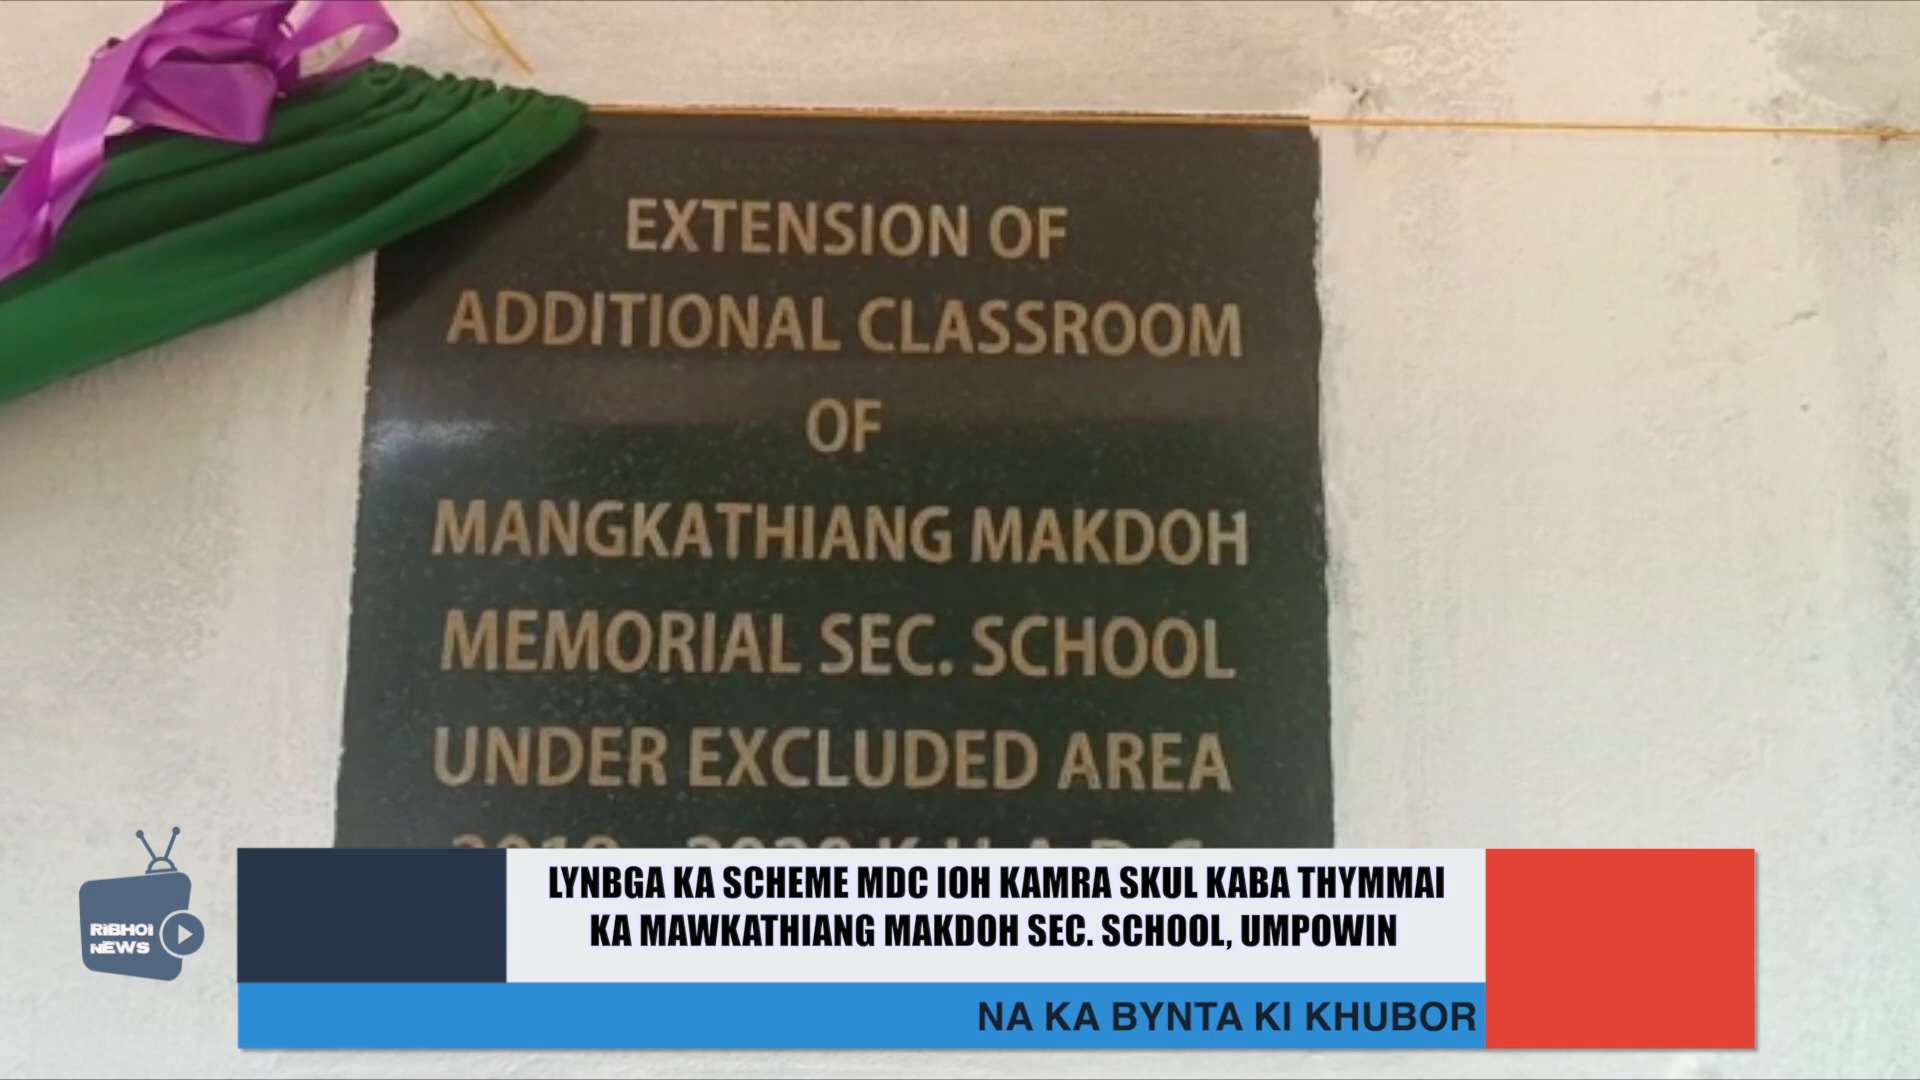 EXTENSION OF
ADDITIONAL CLASSROOM
OF
MANGKATHIANG MAKDOH
MEMORIAL SEC. SCHOOL
UNDER EXCLUDED AREA
LYNBGA KA SCHEME MDC IOH KAMRA SKUL KABA THYMMAI
KA MAWKATHIANG MAKDOH SEC. SCHOOL, UMPOWIN
RiBHOi
NEWS
NA KA BYNTA KI KHUBOR